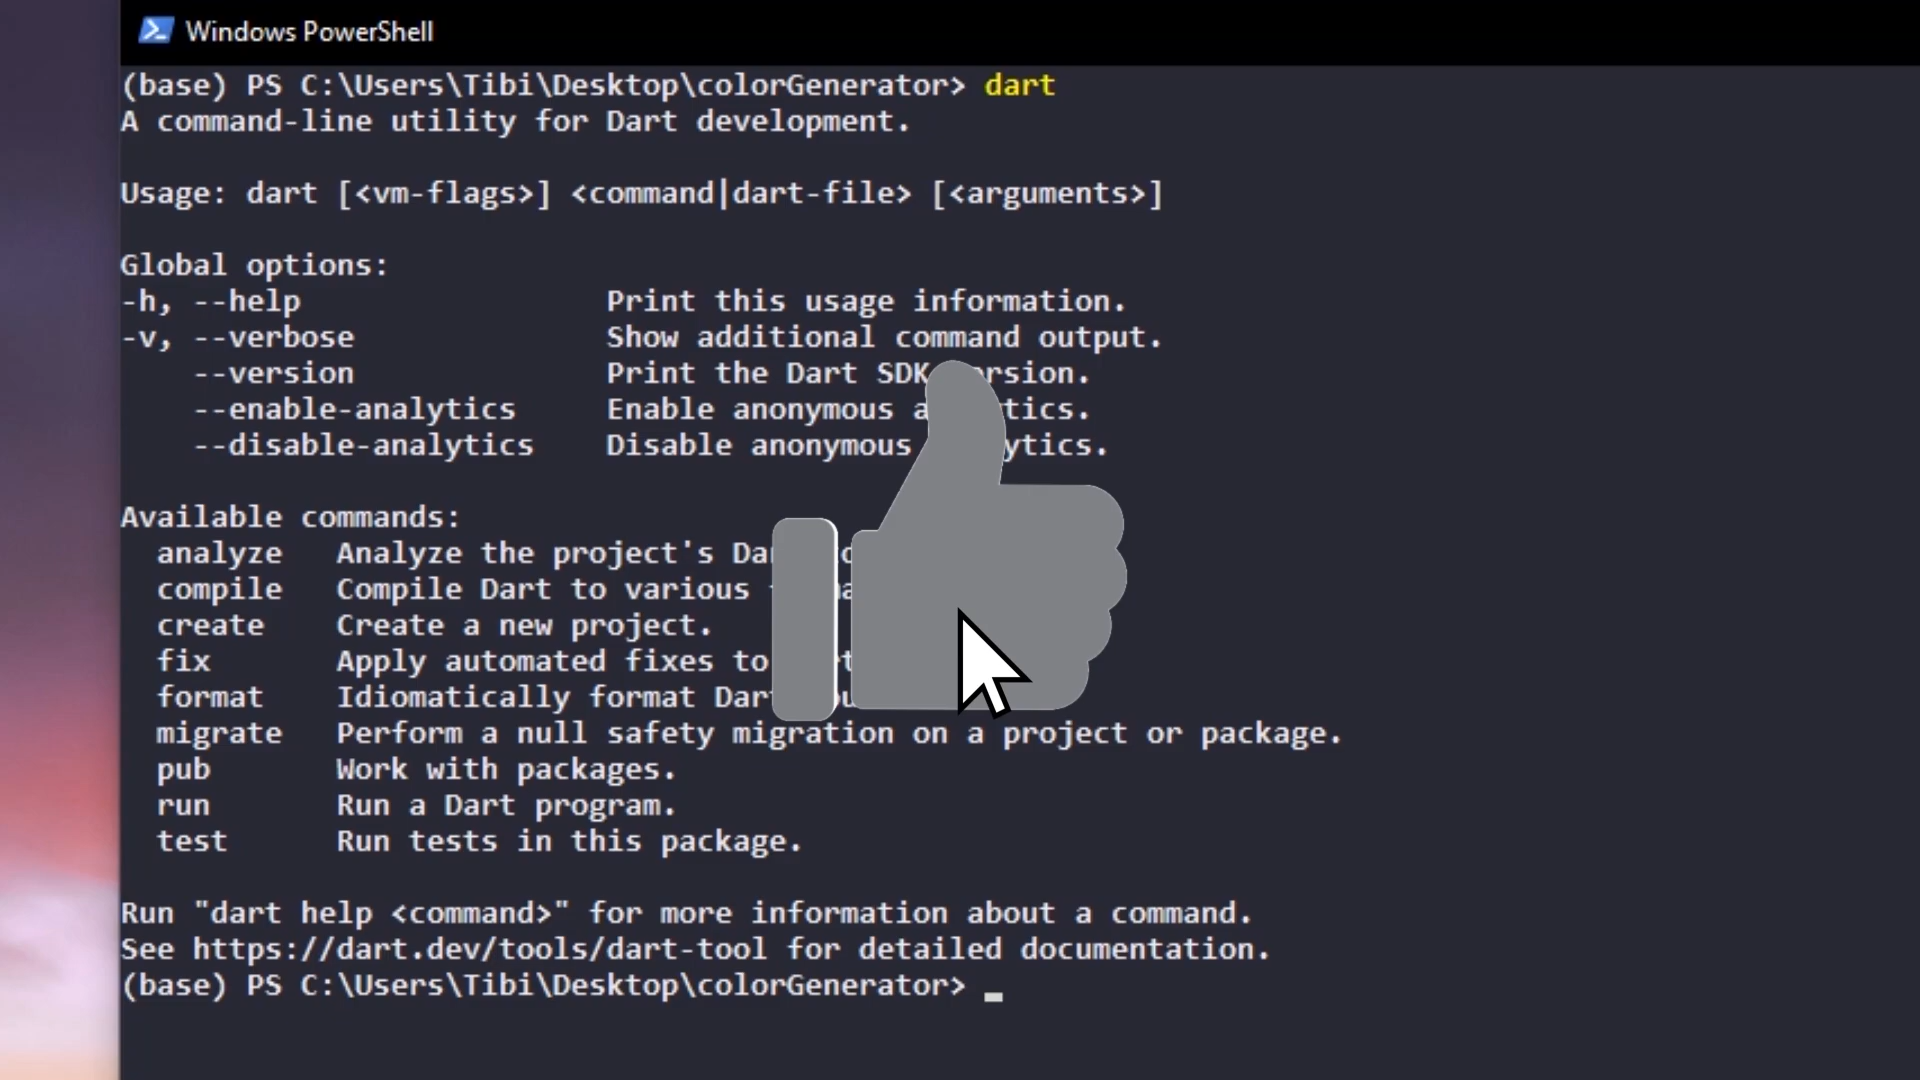 Windows PowerShell
(base) PS C:\Users\Tibi\Desktop\colorGenerator> dart
A command-line utility for Dart development.
Usage: dart [<vm-flags>] <command|dart-file> [<arguments>]
Global options:
-h, --help Print this usage information.
-v, --verbose Show additional command output.
--version Print the Dart SDK
--enable-analytics Enable anonymous
--disable-analytics Disable anonymous
Available commands:
analyze Analyze the project's
compile Compile Dart to various
create Create a new project.
fix Apply automated fixes to
format Idiomatically format Dart
migrate Perform a null safety migration on a project or package.
pub Work with packages.
run Run a Dart program.
test Run tests in this package.
Run "dart help <command>" for more information about a command.
See https://dart.dev/tools/dart-tool for detailed documentation.
(base) PS C:\Users\Tibi\Desktop\colorGenerator>